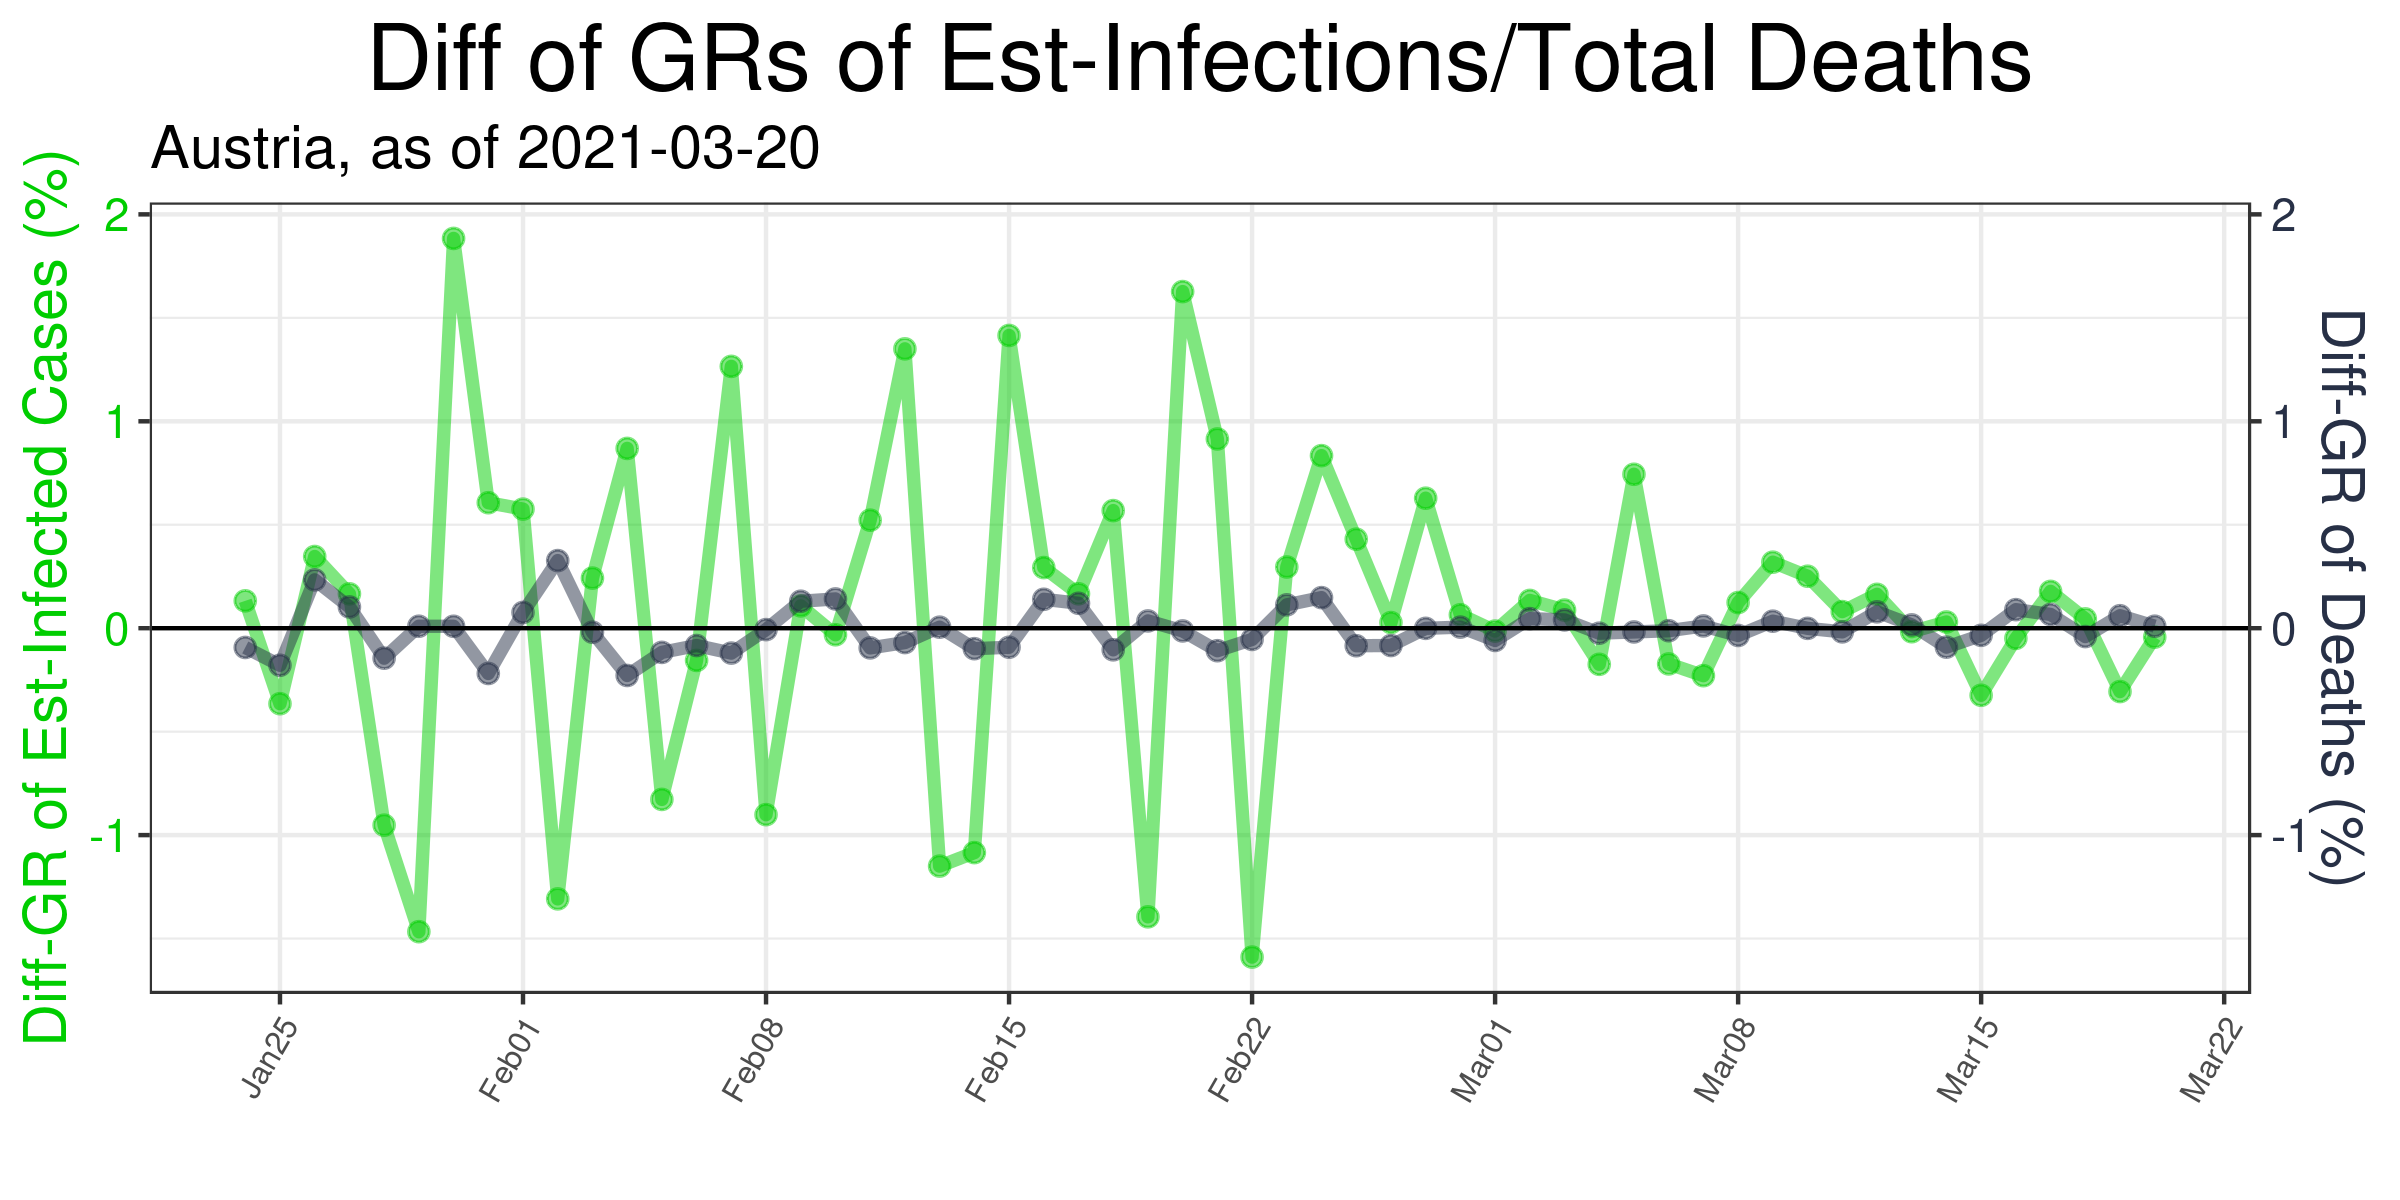 Diff of GRs of Est-Infections/Total Deaths
Austria, as of 2021-03-20
Diff-GR of Est-Infected Cases (%)
2
1
0
-1
2
1
0
-1
Diff-GR of Deaths (%)
Jan25
Feb01
Feb08
Feb15
Feb22
Mar01
Mar08
Mar15
Mar22